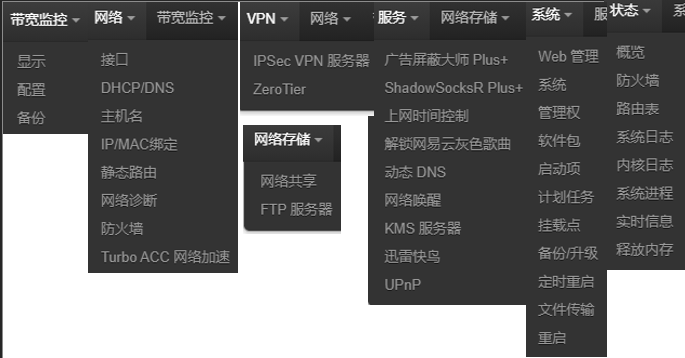 带宽监控
显示
配置
备份
网络 带宽监控
接口
DHCP/DNS
主机名
IP/MAC绑定
静态路由
网络诊断
防火墙
Turbo ACC 网络加速
VPN 网络
IPSec VPN 服务器
ZeroTier
网络存储
网络共享
FTP 服务器
服务 网络存储
广告屏蔽大师 Plus+
ShadowSocksR Plus+
上网时间控制
解锁网易云灰色歌曲
动态 DNS
网络唤醒
KMS 服务器
迅雷快鸟
UPnP
系统
Web 管理
系统
管理权
软件包
启动项
计划任务
挂载点
备份/升级
定时重启
文件传输
重启
状态
概览
防火墙
路由表
系统日志
内核日志
系统进程
实时信息
释放内存